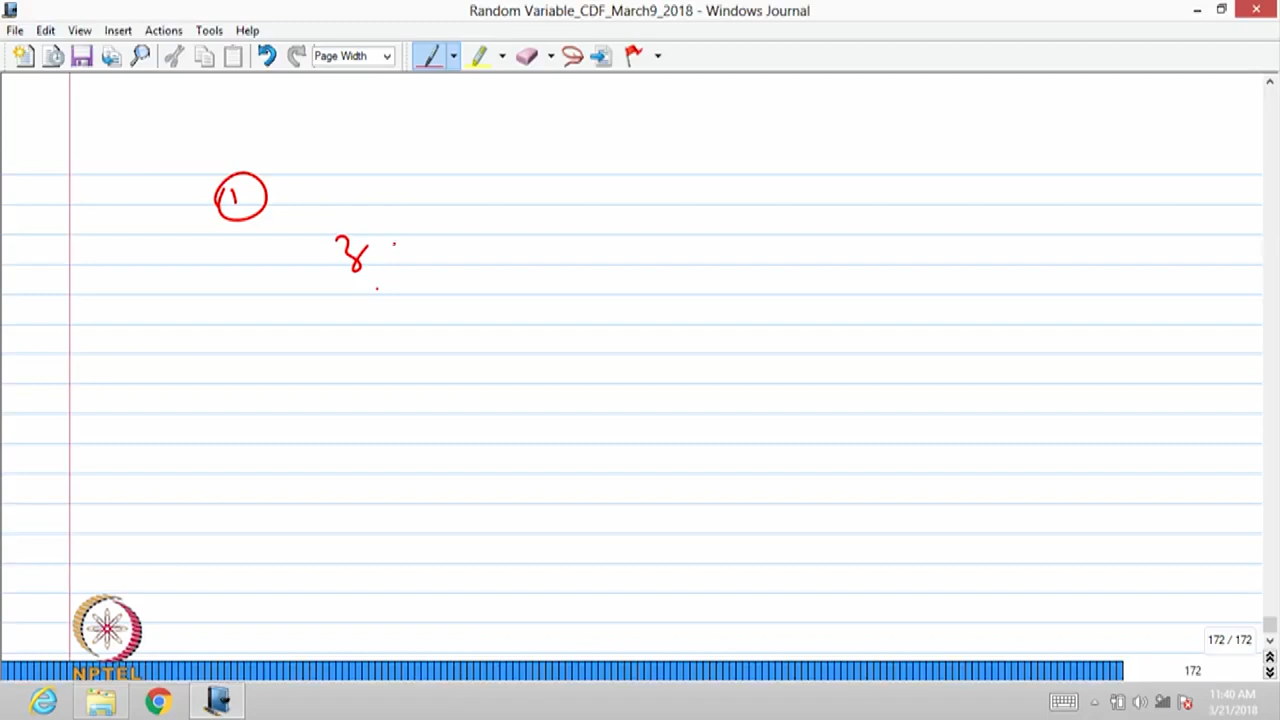 Random Variable_CDF_March9_2018 - Windows Journal
File Edit View Insert Actions Tools Help
Page Width
11
172 / 172
172
NPTEL
11:40 AM
3/21/2018